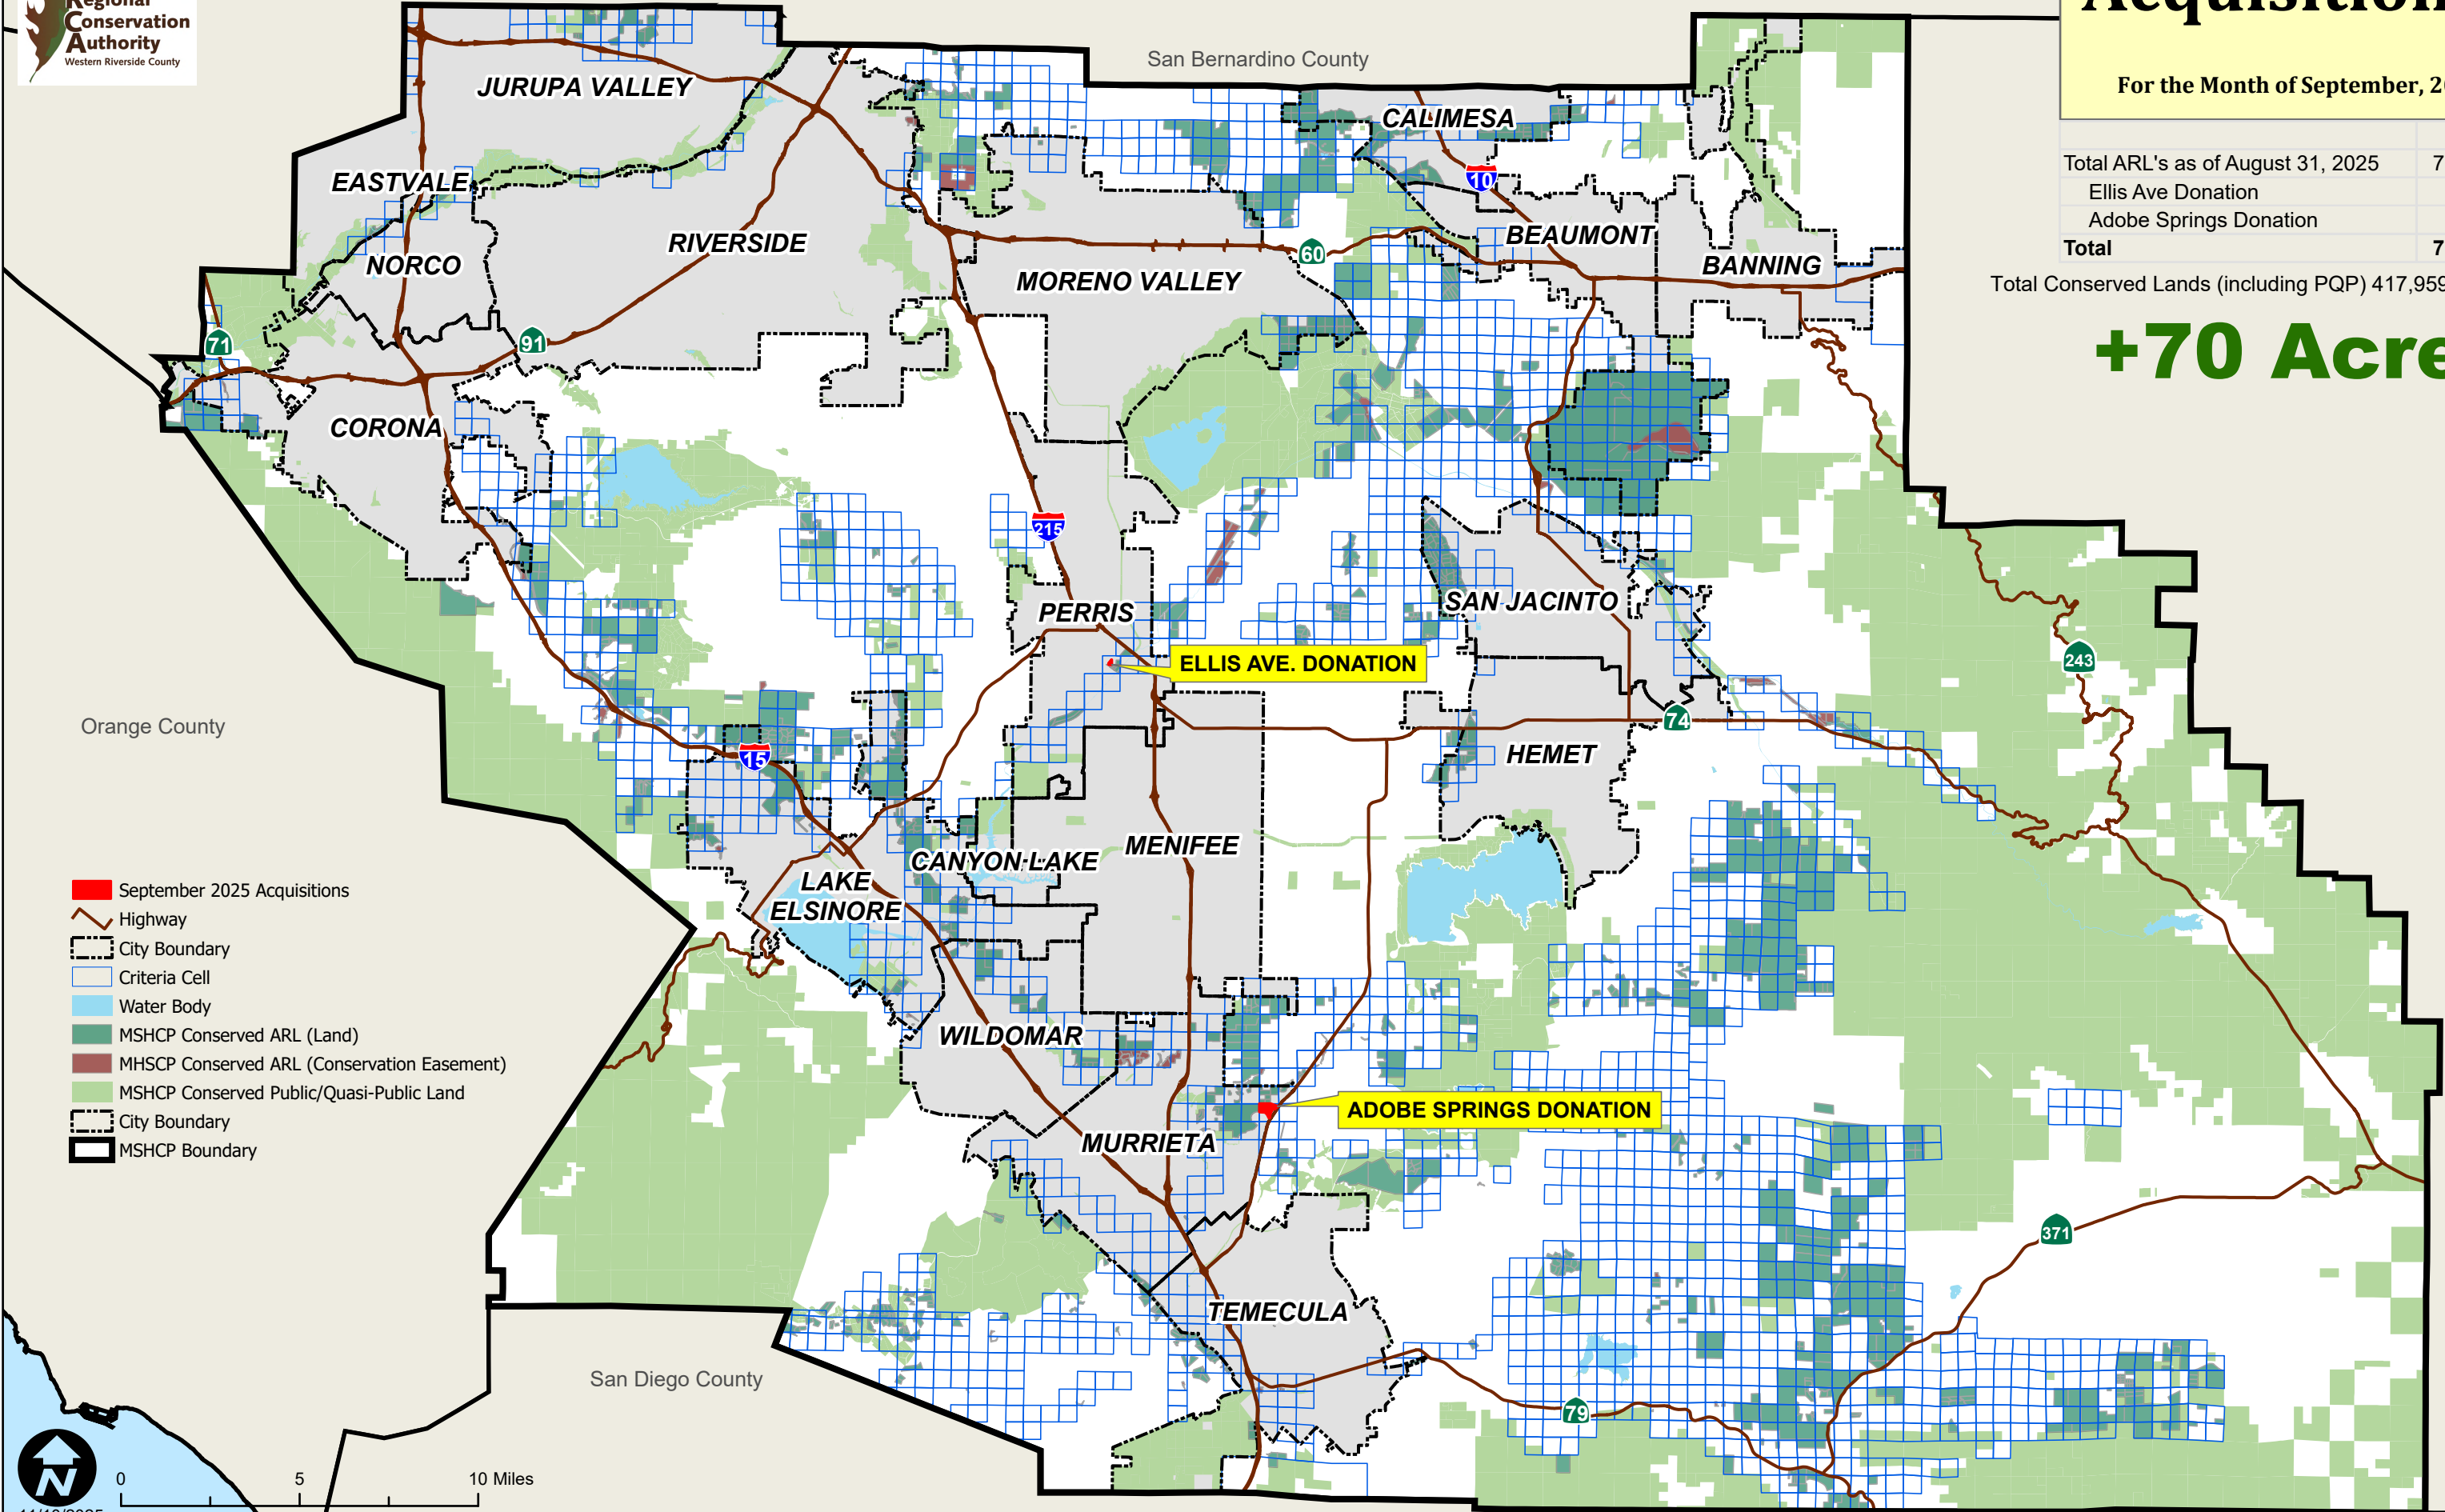 Regional
Conservation
Authority
Western Riverside County
For the Month of September,
Total ARL's as of August 31, 2025 7
Ellis Ave Donation
Adobe Springs Donation
Total 7
Total Conserved Lands (including PQP) 417,959
+70 Acre
San Bernardino County
JURUPA VALLEY
CALIMESA
EASTVALE
10
RIVERSIDE
BEAUMONT
NORCO
60
BANNING
MORENO VALLEY
71
91
CORONA
215
SAN JACINTO
PERRIS
243
ELLIS AVE. DONATION
Orange County
74
15
HEMET
MENIFEE
CANYON LAKE
LAKE
ELSINORE
September 2025 Acquisitions
Highway
City Boundary
Criteria Cell
Water Body
MSHCP Conserved ARL (Land)
MHSCP Conserved ARL (Conservation Easement)
MSHCP Conserved Public/Quasi-Public Land
City Boundary
MSHCP Boundary
WILDOMAR
ADOBE SPRINGS DONATION
MURRIETA
371
TEMECULA
San Diego County
79
N
0 5 10 Miles